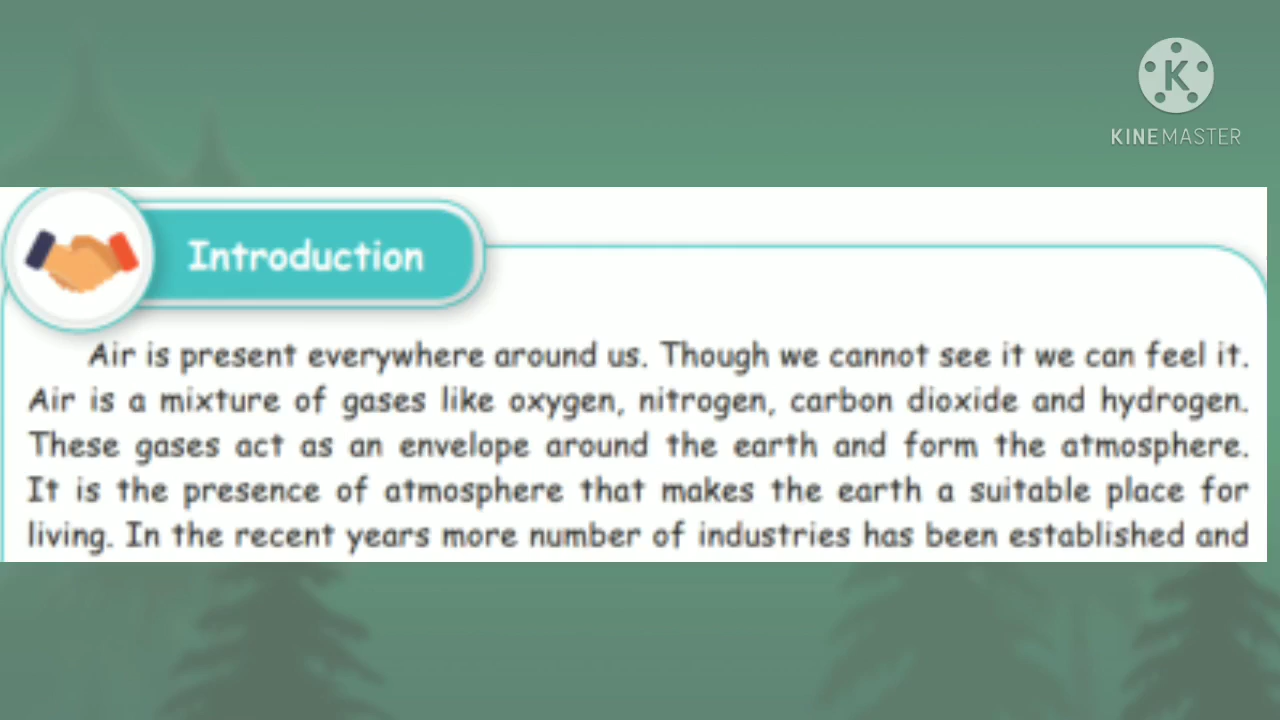 K
KINEMASTER
Introduction
Air is present everywhere around us. Though we cannot see it we can feel it.
Air is a mixture of gases like oxygen, nitrogen, carbon dioxide and hydrogen.
These gases act as an envelope around the earth and form the atmosphere.
It is the presence of atmosphere that makes the earth a suitable place for
living. In the recent years more number of industries has been established and